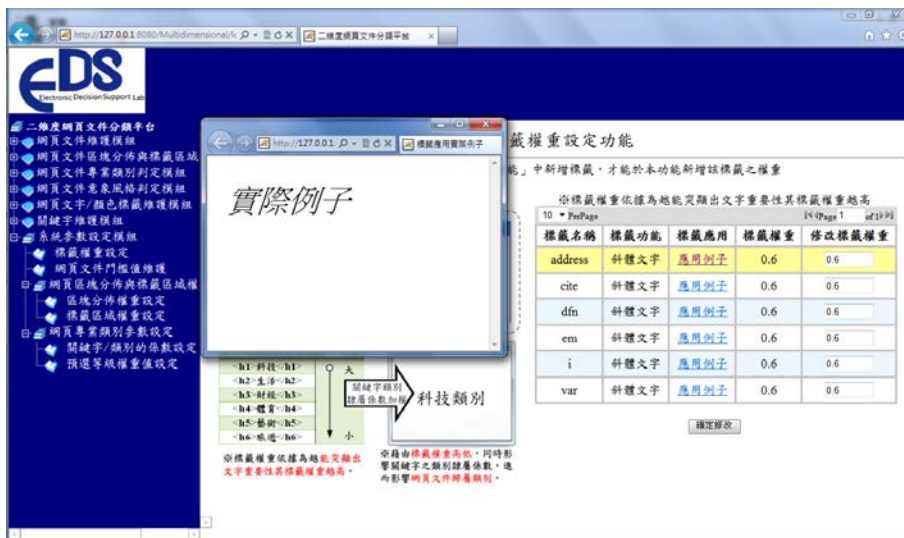 http://127.0.0.1:8080/Multidimensional/k
二維度網頁文件分類平台
EDS
Electronic Decision Support Lab
二維度網頁文件分類平台
網頁文件維護模組
網頁文件區塊分佈與標籤區域
網頁文件專業類別判定模組
網頁文件意象風格判定模組
網頁文字/顏色標籤維護模組
關鍵字維護模組
系統參數設定模組
標籤權重設定
網頁文件門檻值維護
網頁區塊分佈與標籤區域權
區塊分佈權重設定
標籤區域權重設定
網頁專業類別參數設定
關鍵字/類別的係數設定
預選等級權重值設定
http://127.0.0.1
標籤應用實際例子
實際例子
籤權重設定功能
能」中新增標籤，才能於本功能新增該標籤之權重
※標籤權重依據為越能突顯出文字重要性其標籤權重越高
10 PerPage Page 1 of 1
標籤名稱 標籤功能 標籤應用 標籤權重 修改標籤權重
address 斜體文字 應用例子 0.6 0.6
cite 斜體文字 應用例子 0.6 0.6
dfn 斜體文字 應用例子 0.6 0.6
em 斜體文字 應用例子 0.6 0.6
i 斜體文字 應用例子 0.6 0.6
var 斜體文字 應用例子 0.6 0.6
確定修改
<h1>科技<h1>
<h2>生活<h2>
<h3>財經<h3>
<h4>體育</h4>
<h5>藝術<h5>
<h6>旅遊<h6>
大
小
關鍵字類別
隸屬係數加權
科技類別
※標籤權重依據為越能突顯出
文字重要性其標籤權重越高。
※藉由標籤權重高低，同時影
響關鍵字之類別隸屬係數，進
而影響網頁文件歸屬類別。